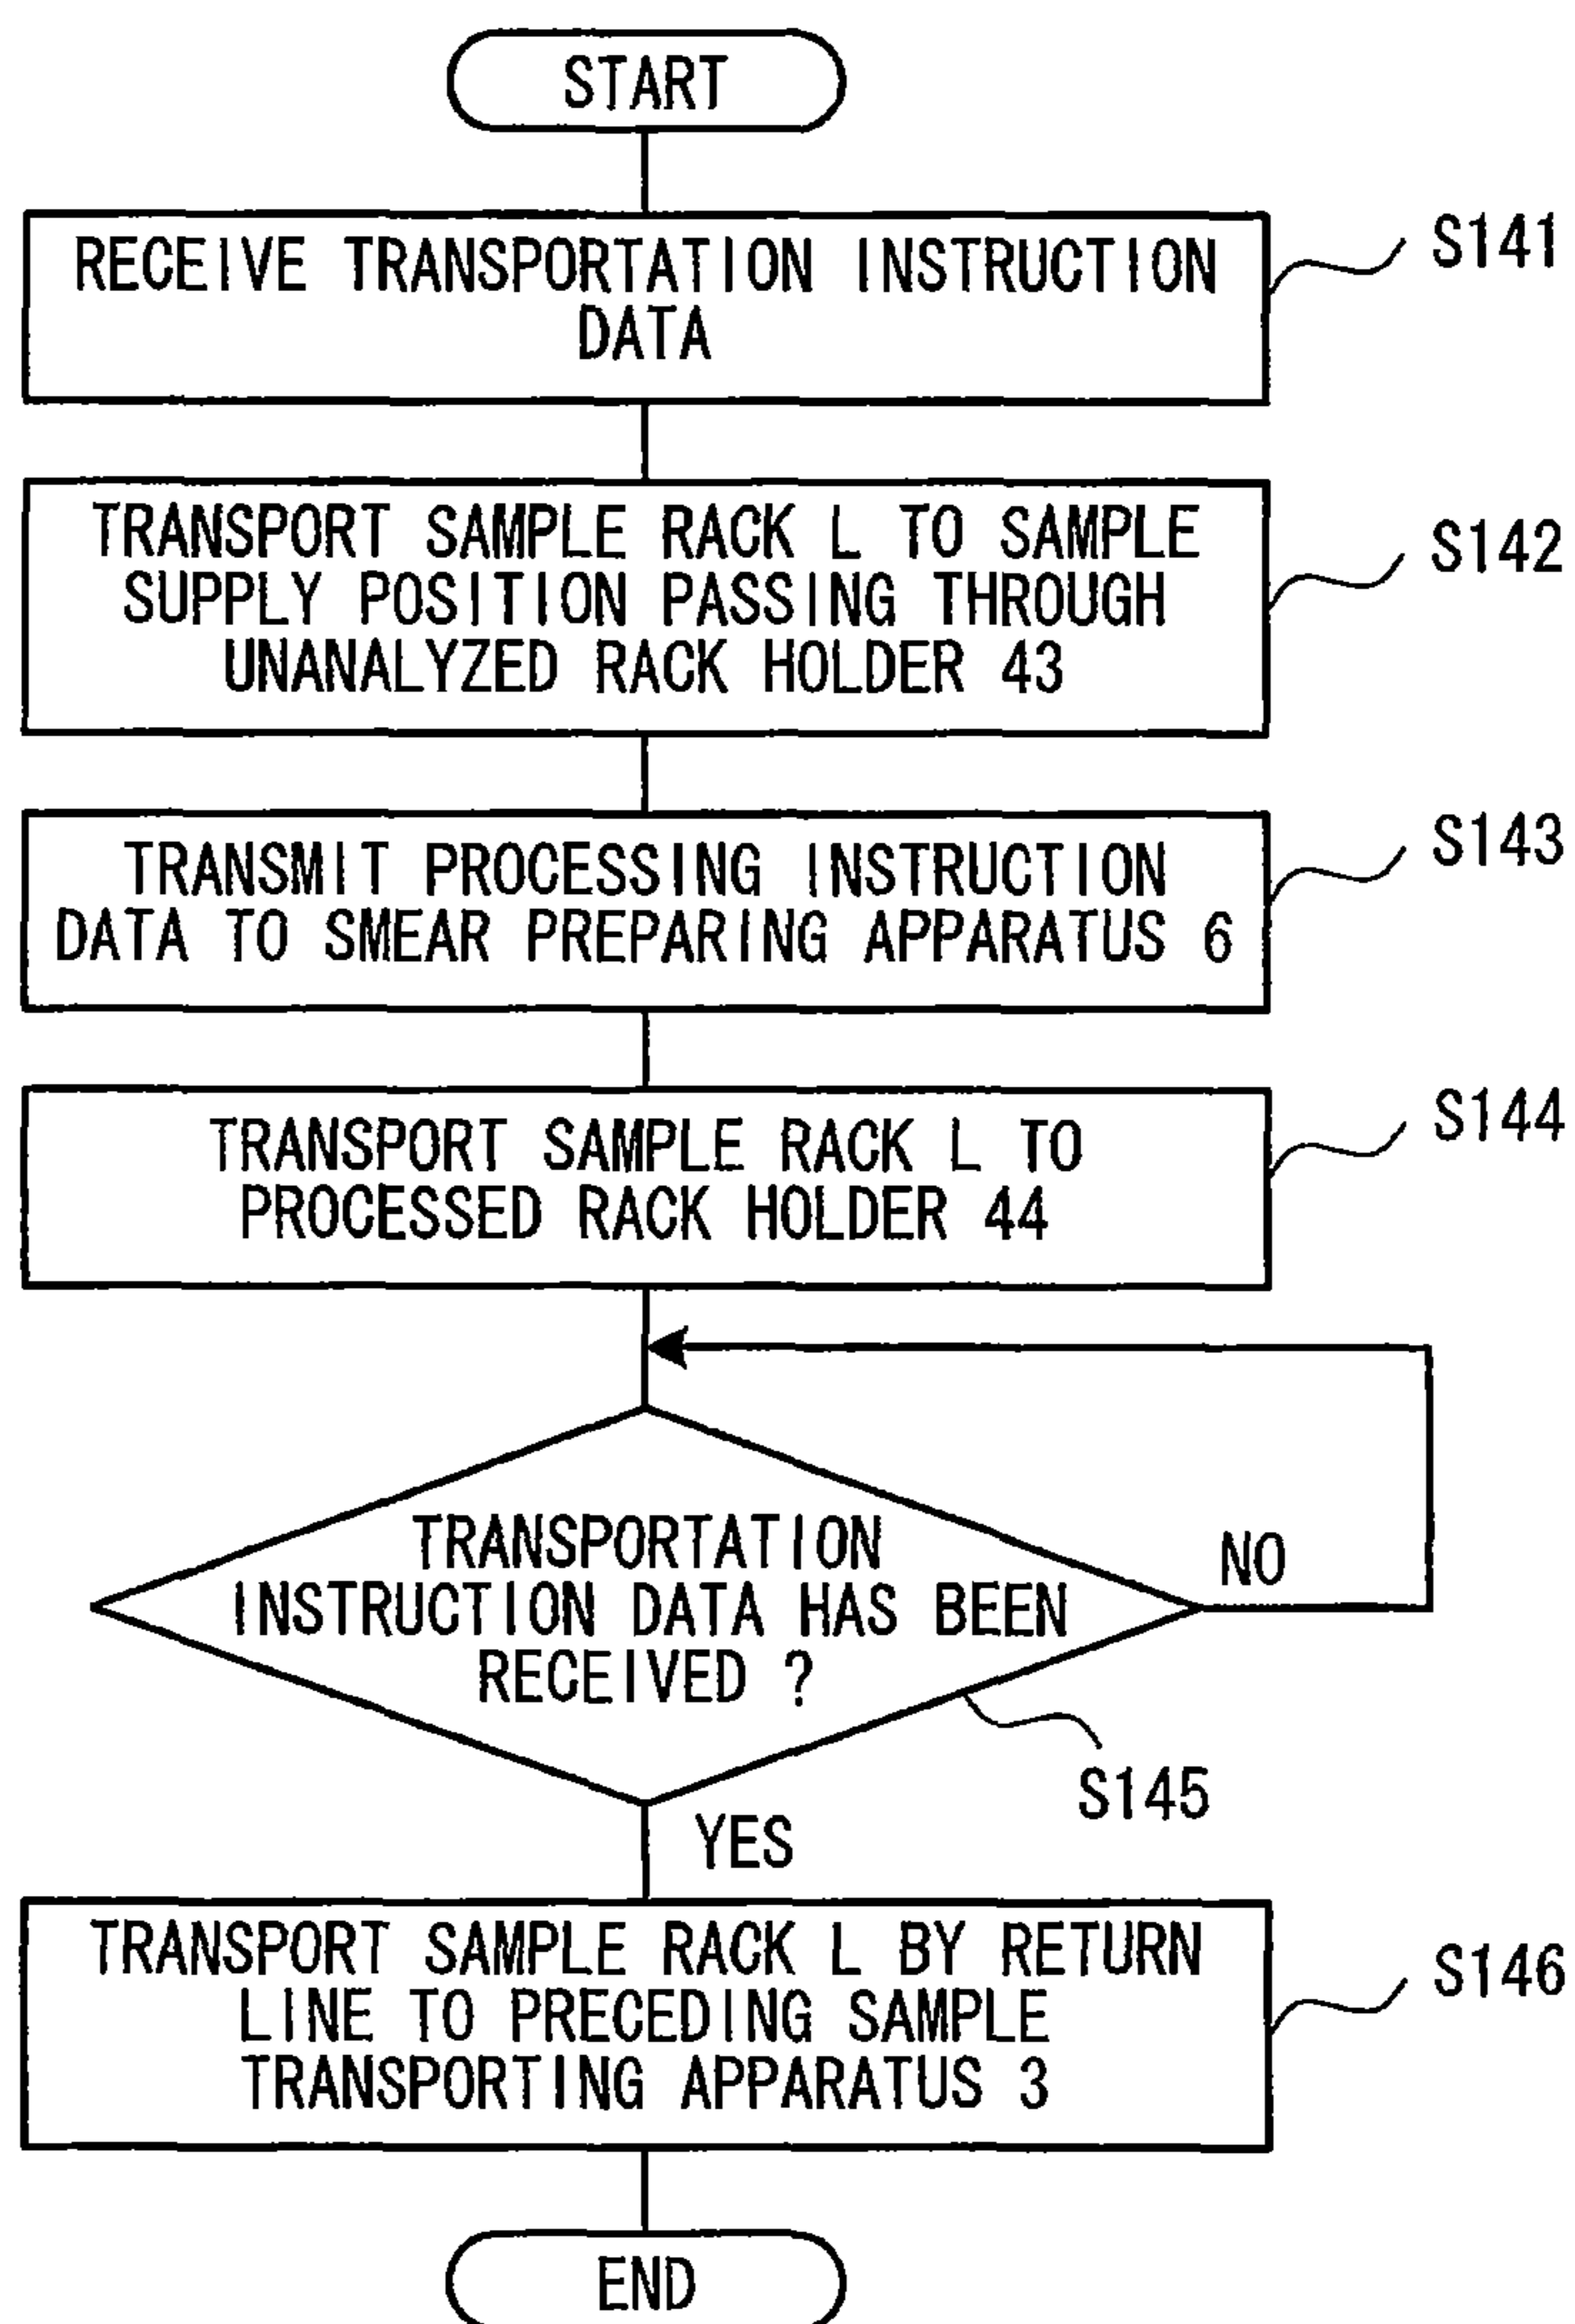 START
RECEIVE TRANSPORTATION INSTRUCTION
DATA
S141
TRANSPORT SAMPLE RACK L TO SAMPLE
SUPPLY POSITION PASSING THROUGH
UNANALYZED RACK HOLDER 43
S142
TRANSMIT PROCESSING INSTRUCTION
DATA TO SMEAR PREPARING APPARATUS 6
S143
TRANSPORT SAMPLE RACK L TO
PROCESSED RACK HOLDER 44
S144
TRANSPORTATION
INSTRUCTION DATA HAS BEEN
RECEIVED ?
NO
S145
YES
TRANSPORT SAMPLE RACK L BY RETURN
LINE TO PRECEDING SAMPLE
TRANSPORTING APPARATUS 3
S146
END